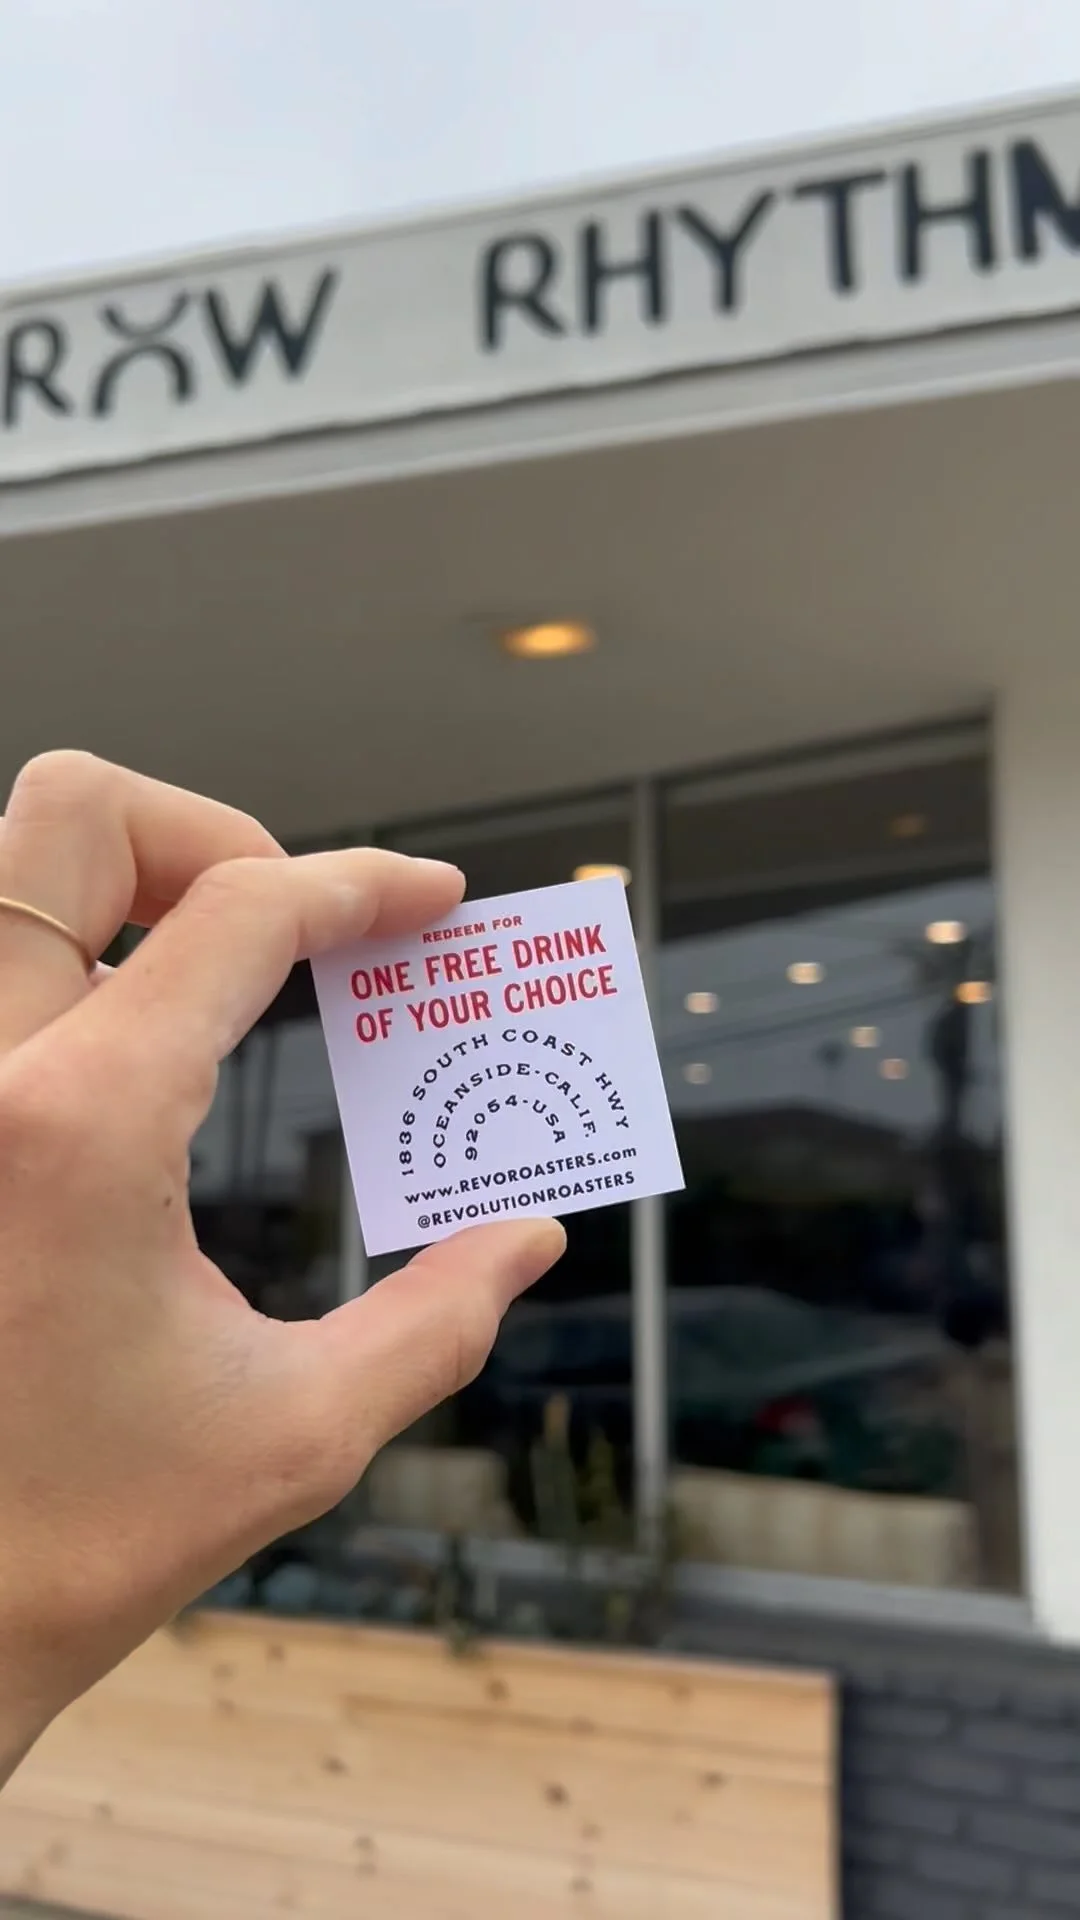 RAW RHYTHM
REDEEM FOR
ONE FREE DRINK
OF YOUR CHOICE
1836 SOUTH COAST HWY
OCEANSIDE-CALIF.
92054-USA
www.REVOROASTERS.com
@REVOLUTIONROASTERS